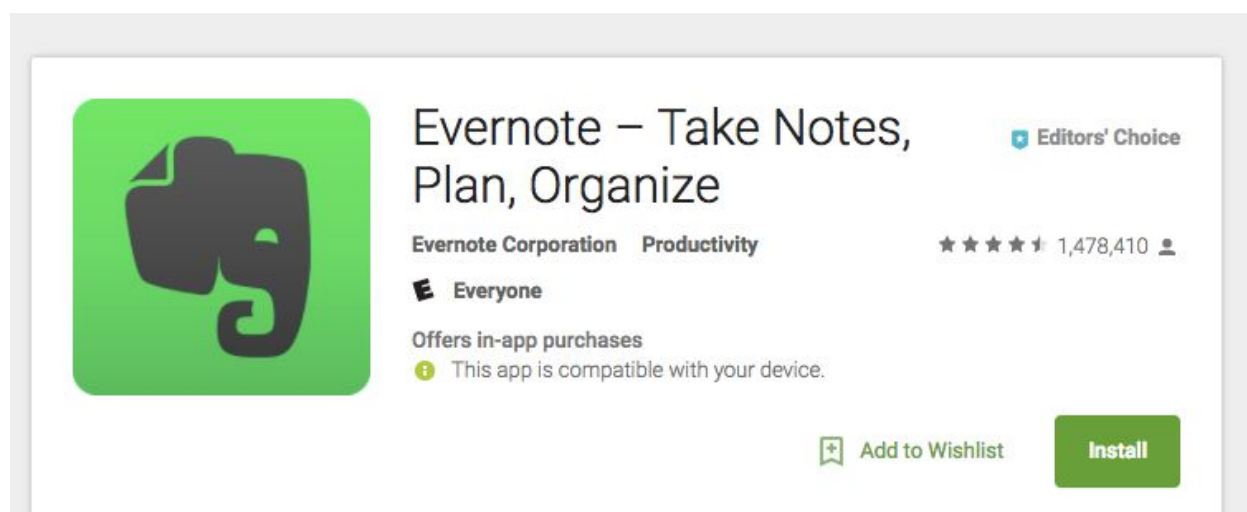 Evernote – Take Notes,
Plan, Organize
Editors' Choice
Evernote Corporation Productivity
1,478,410
E Everyone
Offers in-app purchases
This app is compatible with your device.
Add to Wishlist
Install